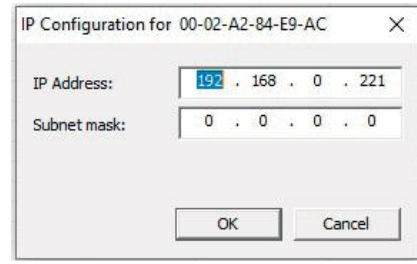 IP Configuration for 00-02-A2-84-E9-AC
IP Address: 192 . 168 . 0 . 221
Subnet mask: 0 . 0 . 0 . 0
OK Cancel